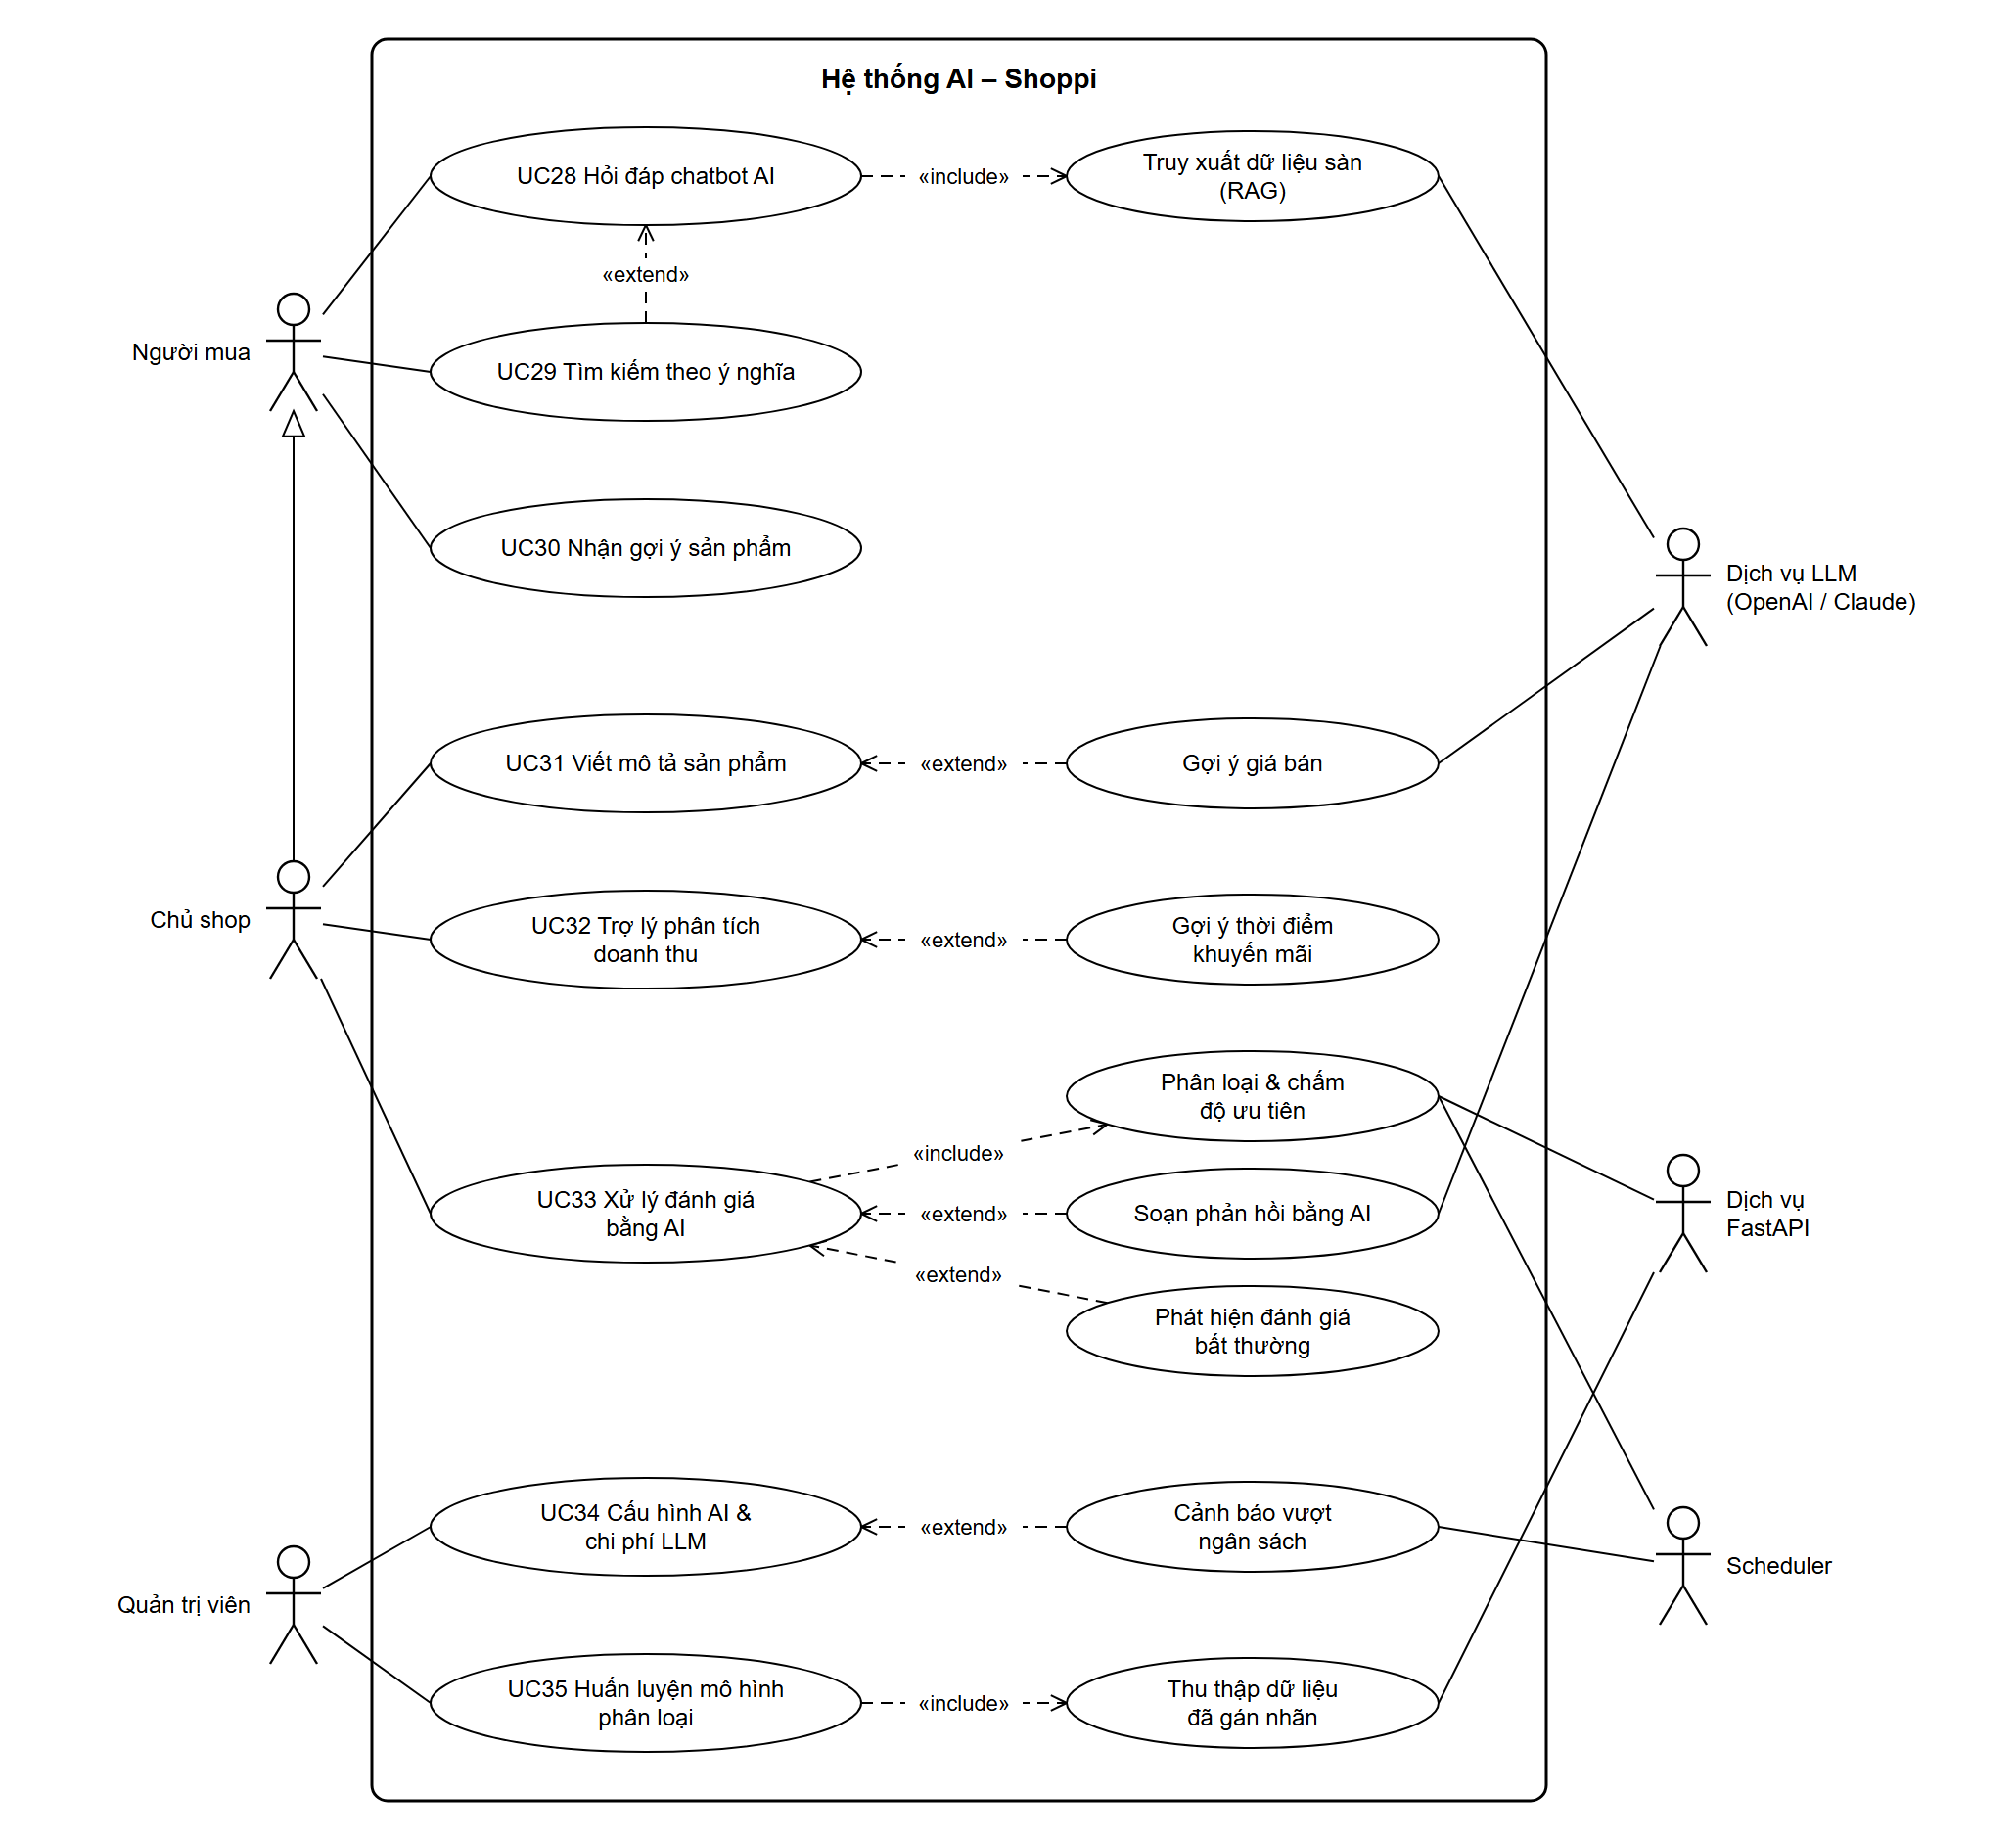 Hệ thống AI – Shoppi
UC28 Hỏi đáp chatbot AI
«include»
Truy xuất dữ liệu sàn
(RAG)
«extend»
Người mua
UC29 Tìm kiếm theo ý nghĩa
UC30 Nhận gợi ý sản phẩm
Dịch vụ LLM
(OpenAI / Claude)
UC31 Viết mô tả sản phẩm
«extend»
Gợi ý giá bán
Chủ shop
UC32 Trợ lý phân tích
doanh thu
«extend»
Gợi ý thời điểm
khuyến mãi
Phân loại & chấm
độ ưu tiên
«include»
UC33 Xử lý đánh giá
bằng AI
«extend»
Soạn phản hồi bằng AI
Dịch vụ
FastAPI
«extend»
Phát hiện đánh giá
bất thường
UC34 Cấu hình AI &
chi phí LLM
«extend»
Cảnh báo vượt
ngân sách
Scheduler
Quản trị viên
UC35 Huấn luyện mô hình
phân loại
«include»
Thu thập dữ liệu
đã gán nhãn